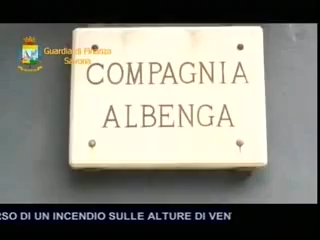 Guardia di Finanza
Savona
COMPAGNIA
ALBENGA
RSO DI UN INCENDIO SULLE ALTURE DI VEN